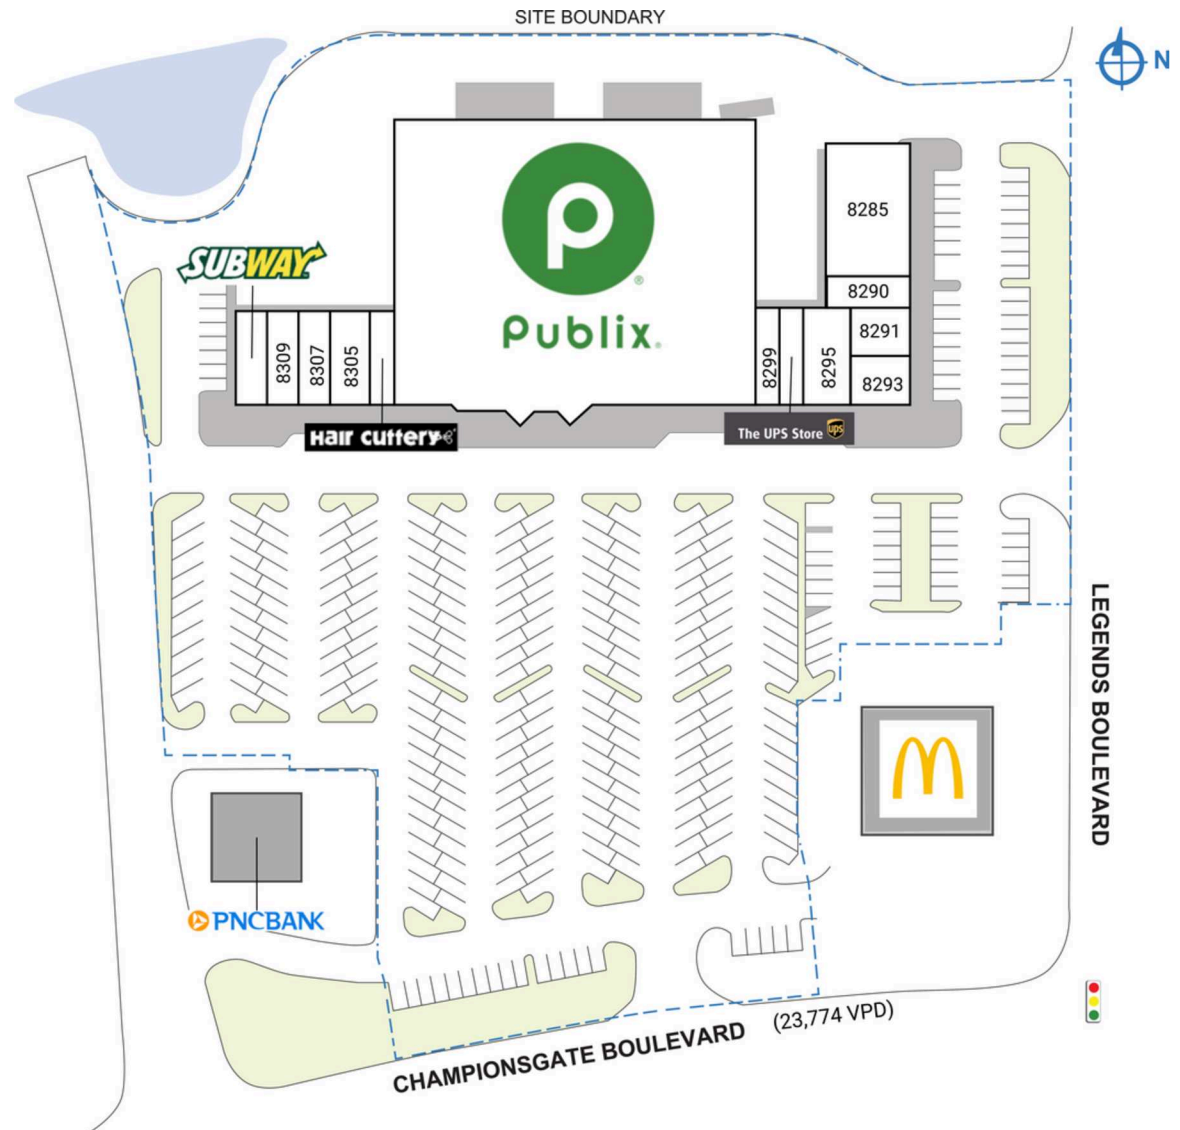 SITE BOUNDARY
N
SUBWAY
Publix®
8285
8290
8291
8293
8309
8307
8305
8299
8295
Hair Cuttery
The UPS Store ups
LEGENDS BOULEVARD
PNCBANK
CHAMPIONSGATE BOULEVARD (23,774 VPD)